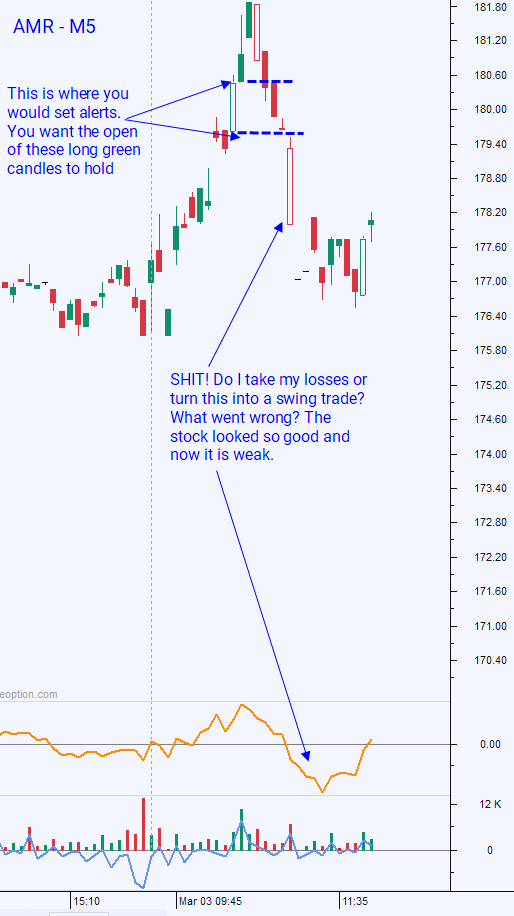 AMR - M5
This is where you
would set alerts.
You want the open
of these long green
candles to hold
SHIT! Do I take my losses or
turn this into a swing trade?
What went wrong? The
stock looked so good and
now it is weak.
181.80
181.20
180.60
180.00
179.40
178.80
178.20
177.60
177.00
176.40
175.80
175.20
174.60
174.00
173.40
172.80
172.20
171.60
171.00
170.40
eoption.com
0.00
12 K
0
15:10
Mar 03 09:45
11:35